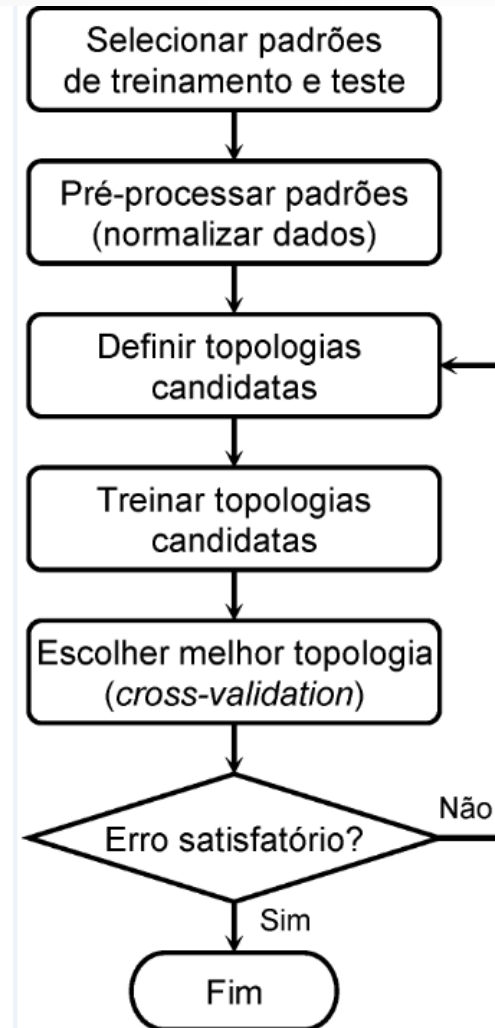 Selecionar padrões
de treinamento e teste
Pré-processar padrões
(normalizar dados)
Definir topologias
candidatas
Treinar topologias
candidatas
Escolher melhor topologia
(cross-validation)
Erro satisfatório?
Não
Sim
Fim